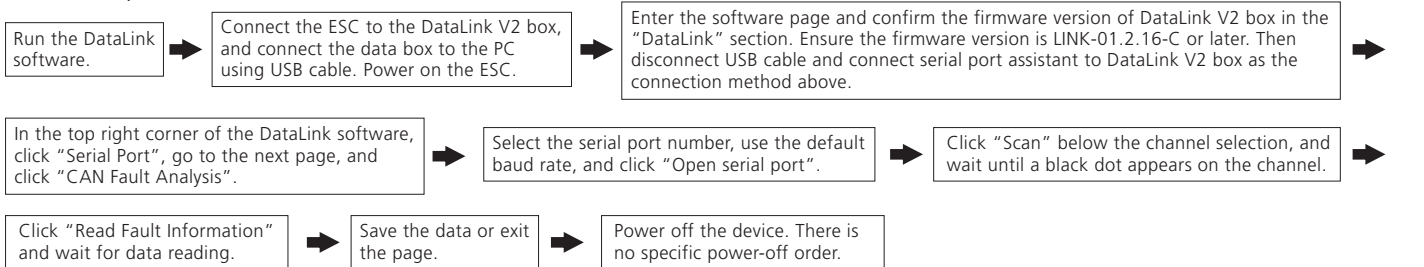 Run the DataLink
software.
Connect the ESC to the DataLink V2 box,
and connect the data box to the PC
using USB cable. Power on the ESC.
Enter the software page and confirm the firmware version of DataLink V2 box in the
“DataLink” section. Ensure the firmware version is LINK-01.2.16-C or later. Then
disconnect USB cable and connect serial port assistant to DataLink V2 box as the
connection method above.
In the top right corner of the DataLink software,
click “Serial Port”, go to the next page, and
click “CAN Fault Analysis”.
Select the serial port number, use the default
baud rate, and click “Open serial port”.
Click “Scan” below the channel selection, and
wait until a black dot appears on the channel.
Click “Read Fault Information”
and wait for data reading.
Save the data or exit
the page.
Power off the device. There is
no specific power-off order.